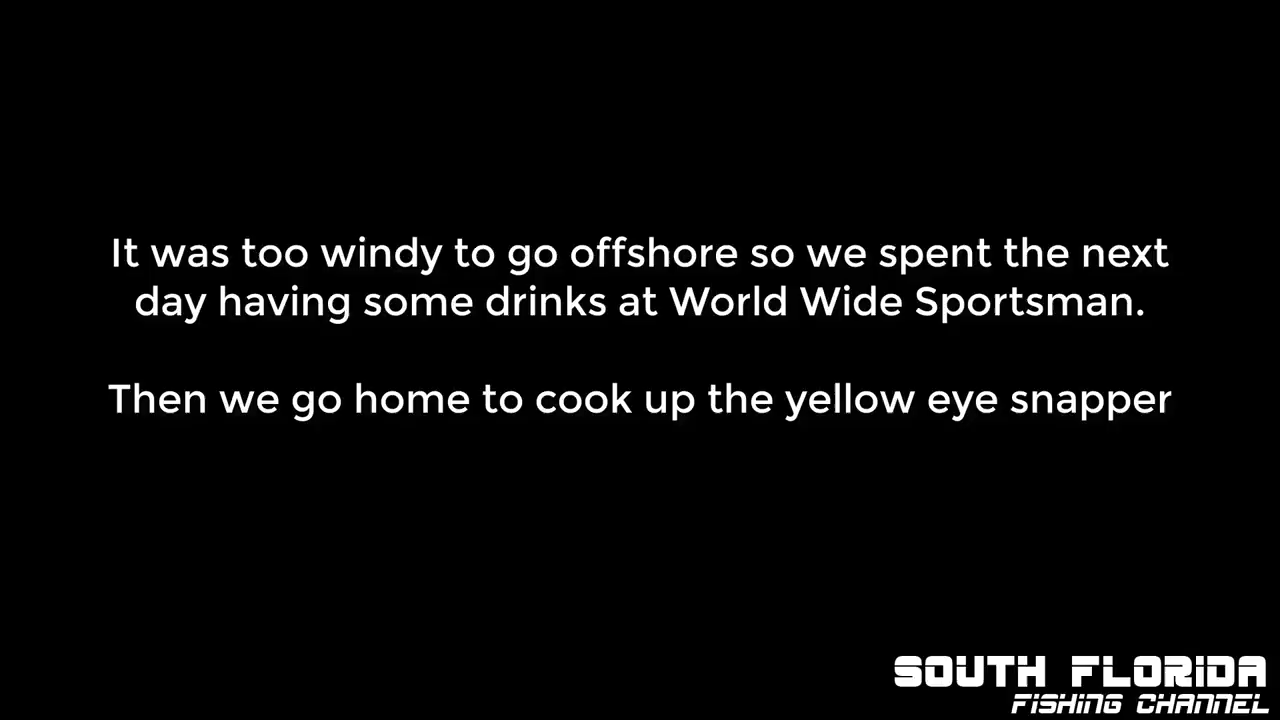 It was too windy to go offshore so we spent the next
day having some drinks at World Wide Sportsman.
Then we go home to cook up the yellow eye snapper
SOUTH FLORIDA
FISHING CHANNEL